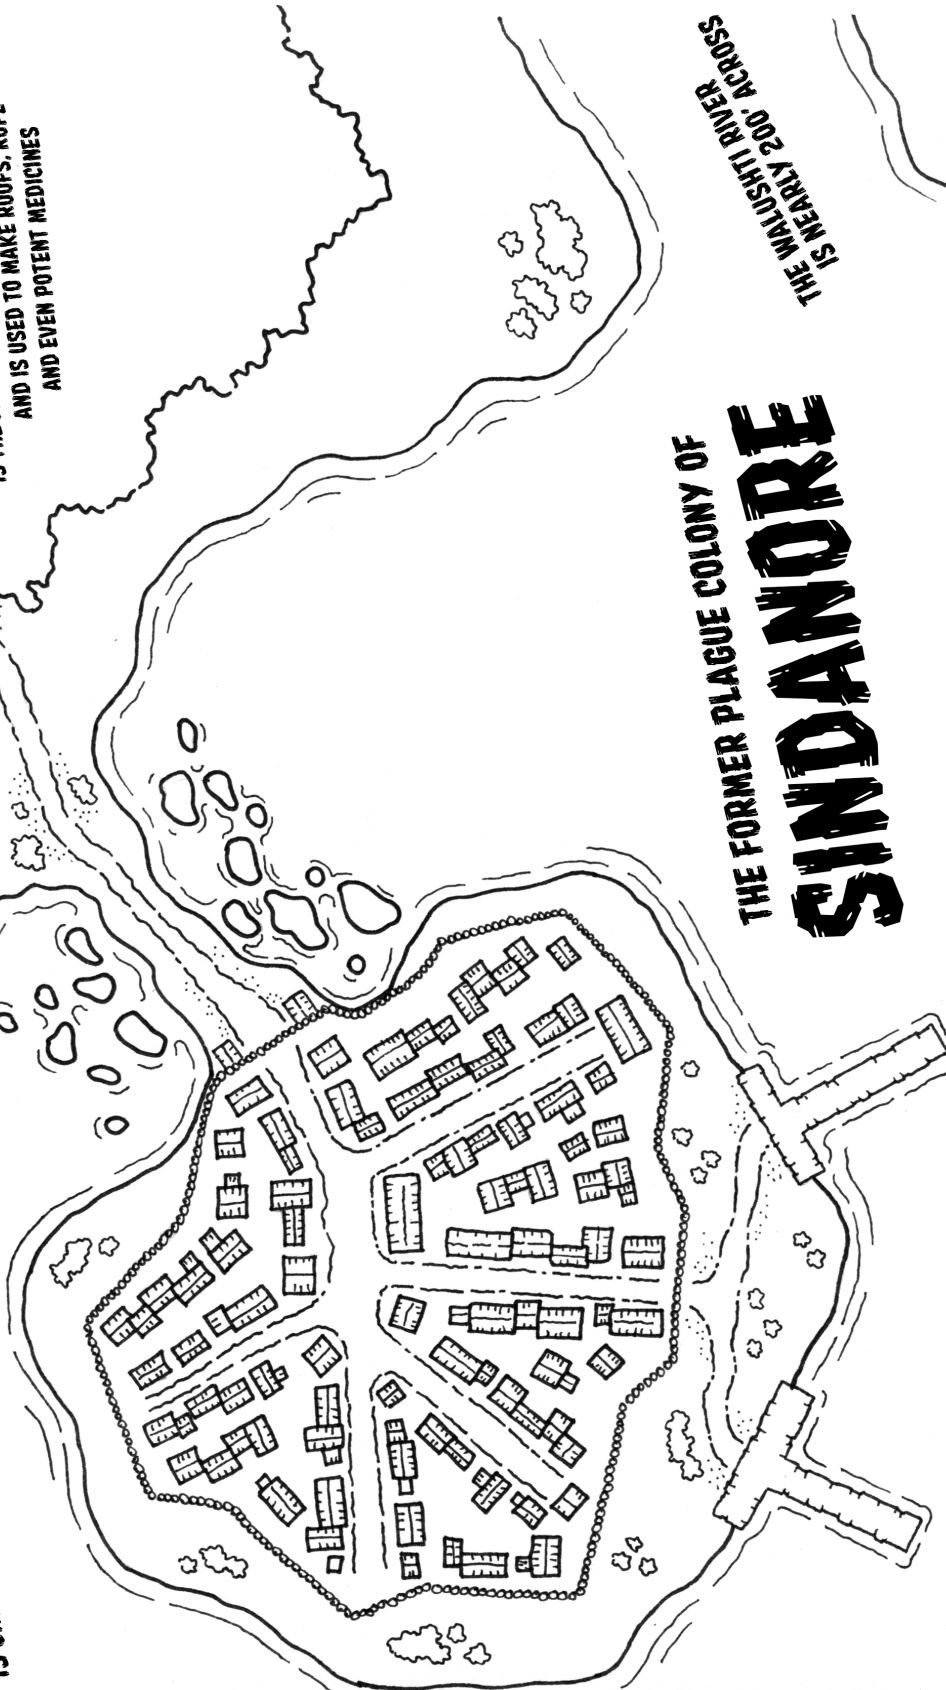 AND IS USED TO MAKE ROOFS, ROPE
AND EVEN POTENT MEDICINES
THE WALUSHTI RIVER
IS NEARLY 200' ACROSS
THE FORMER PLAGUE COLONY OF
SINDANORE